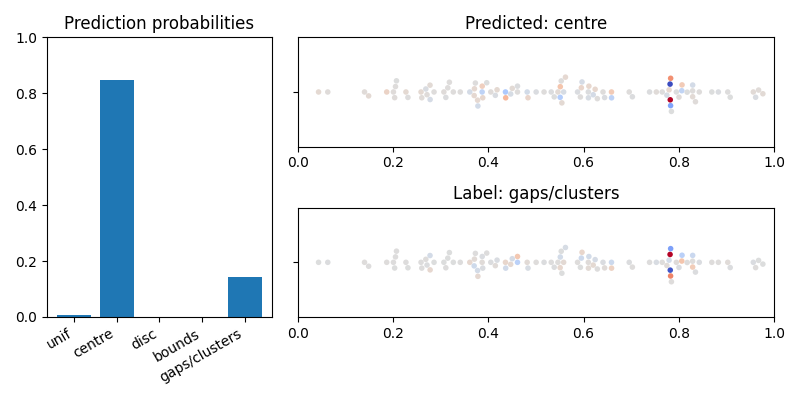 Prediction probabilities
1.0
0.8
0.6
0.4
0.2
0.0
unif
centre
disc
bounds
gaps/clusters
Predicted: centre
0.0 0.2 0.4 0.6 0.8 1.0
Label: gaps/clusters
0.0 0.2 0.4 0.6 0.8 1.0